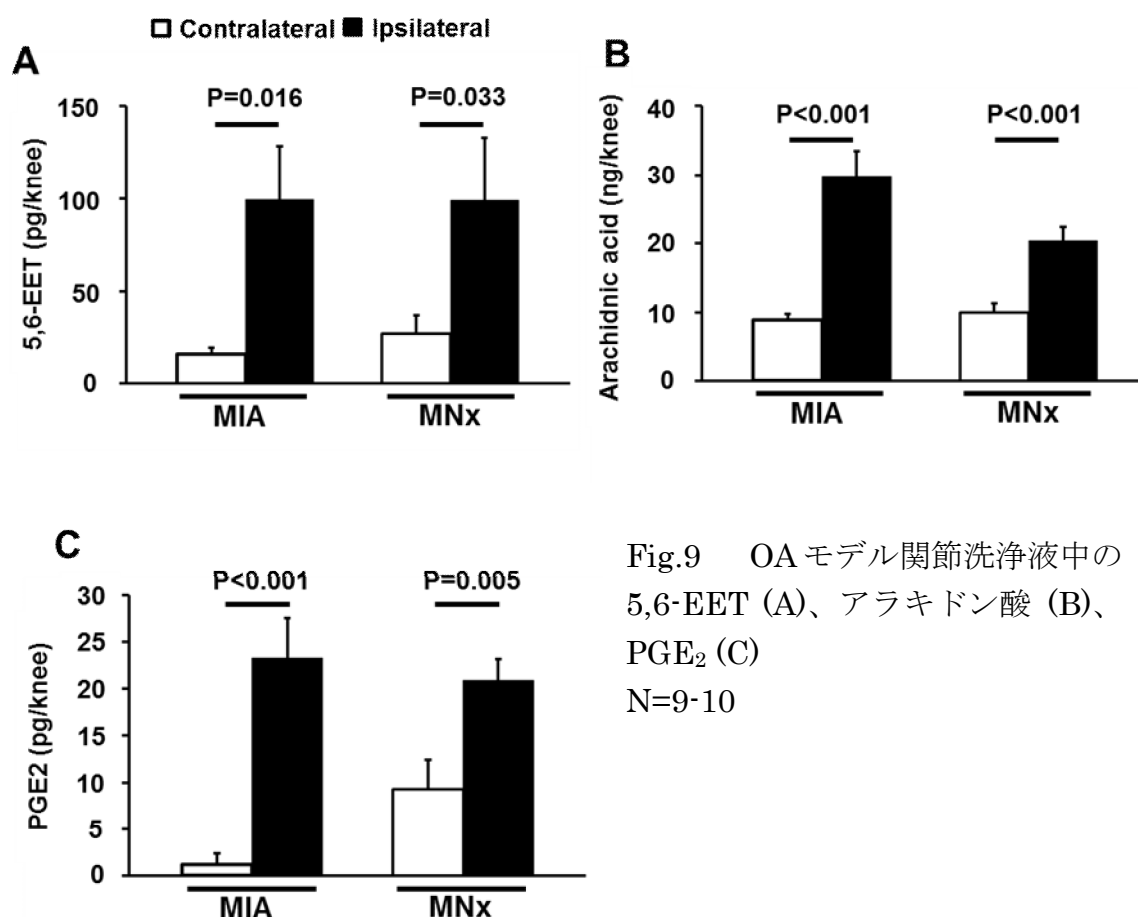 □ Contralateral ■ Ipsilateral
A
P=0.016 P=0.033
5,6-EET (pg/knee)
150
100
50
0
MIA MNx
B
P<0.001 P<0.001
Arachidnic acid (ng/knee)
40
30
20
10
0
MIA MNx
C
P<0.001 P=0.005
PGE2 (pg/knee)
30
25
20
15
10
5
0
MIA MNx
Fig.9 OAモデル関節洗浄液中の
5,6-EET (A)、アラキドン酸 (B)、
PGE₂ (C)
N=9-10